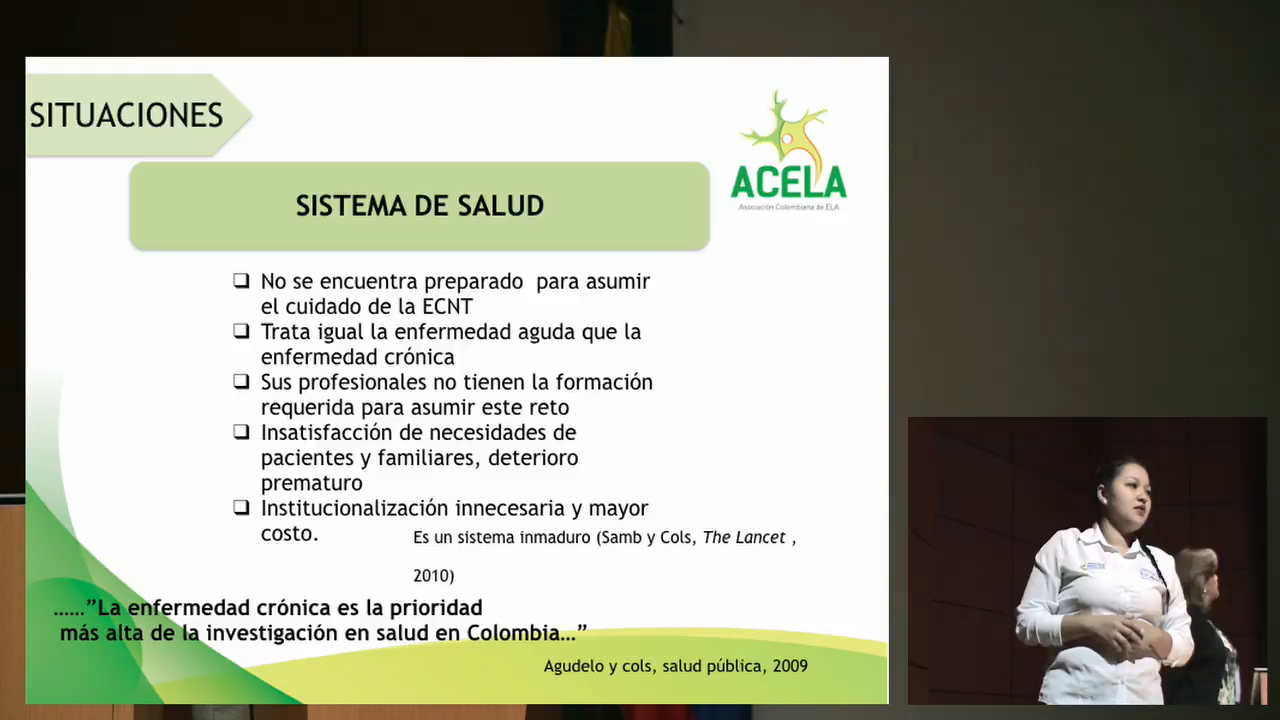 SITUACIONES
ACELA
Asociación Colombiana de ELA
SISTEMA DE SALUD
❑ No se encuentra preparado para asumir
el cuidado de la ECNT
❑ Trata igual la enfermedad aguda que la
enfermedad crónica
❑ Sus profesionales no tienen la formación
requerida para asumir este reto
❑ Insatisfacción de necesidades de
pacientes y familiares, deterioro
prematuro
❑ Institucionalización innecesaria y mayor
costo.
Es un sistema inmaduro (Samb y Cols, The Lancet ,
2010)
……”La enfermedad crónica es la prioridad
más alta de la investigación en salud en Colombia…”
Agudelo y cols, salud pública, 2009